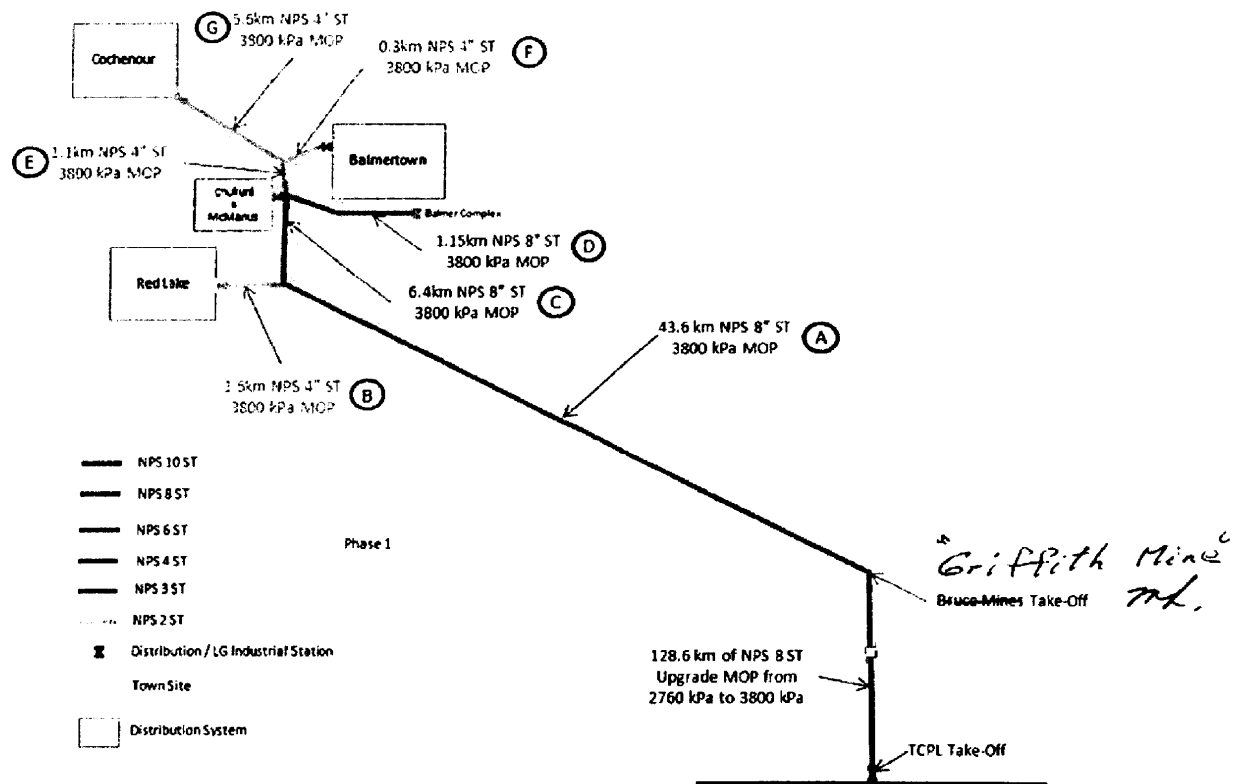 G
5.6km NPS 4" ST
3800 kPa MOP
0.3km NPS 4" ST
3800 kPa MOP
F
Cochenour
E
1.1km NPS 4" ST
3800 kPa MOP
Balmertown
&
McManus
Balmer Complex
1.15km NPS 8" ST
3800 kPa MOP
D
Red Lake
6.4km NPS 8" ST
3800 kPa MOP
C
43.6 km NPS 8" ST
3800 kPa MOP
A
NPS 4" ST
3800 kPa MOP
B
NPS 10 ST
NPS 8 ST
NPS 6 ST
NPS 4 ST
NPS 3 ST
NPS 2 ST
Distribution / LG Industrial Station
Town Site
Distribution System
Phase 1
"Griffith Mine"
Bruce Mines Take-Off
128.6 km of NPS 8 ST
Upgrade MOP from
2760 kPa to 3800 kPa
TCPL Take-Off